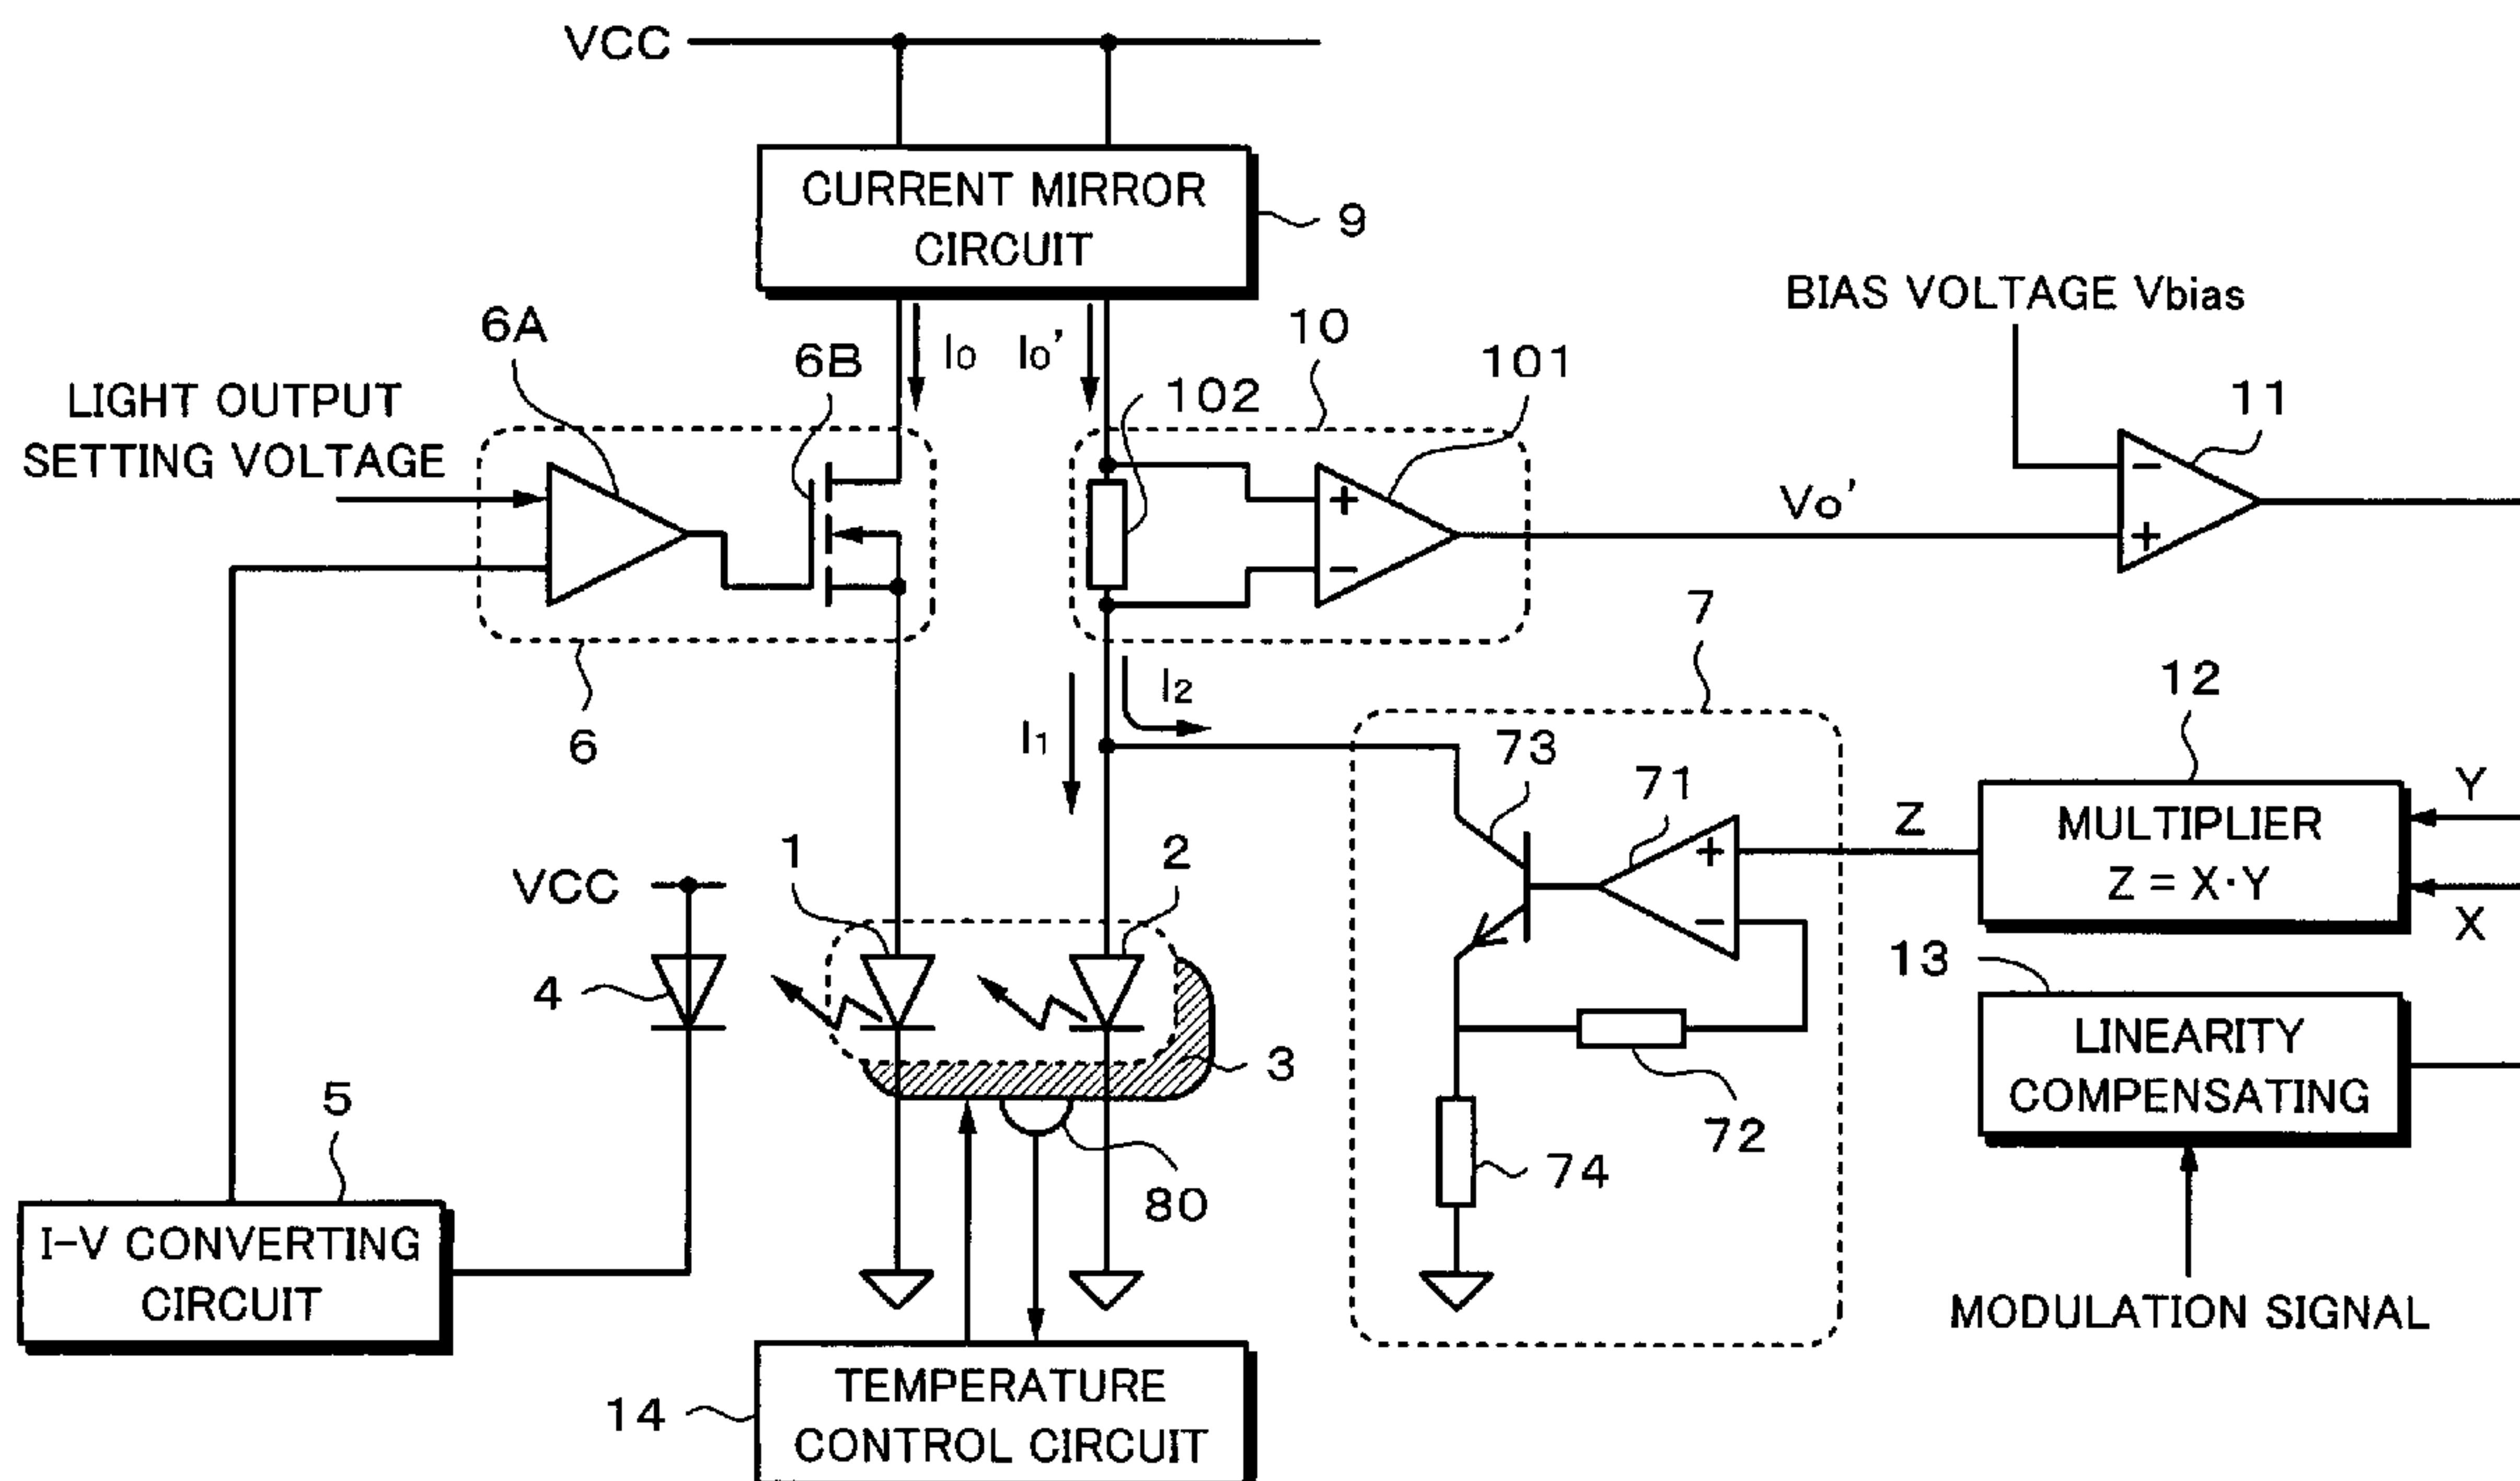 VCC
CURRENT MIRROR
CIRCUIT
9
BIAS VOLTAGE Vbias
6A
6B
I0
I0'
10
101
102
11
LIGHT OUTPUT
SETTING VOLTAGE
+
−
Vo'
−
+
6
7
I2
I1
12
73
71
Z
MULTIPLIER
Z = X·Y
Y
X
+
−
1
2
VCC
4
13
LINEARITY
COMPENSATING
3
5
72
74
80
I-V CONVERTING
CIRCUIT
MODULATION SIGNAL
14
TEMPERATURE
CONTROL CIRCUIT